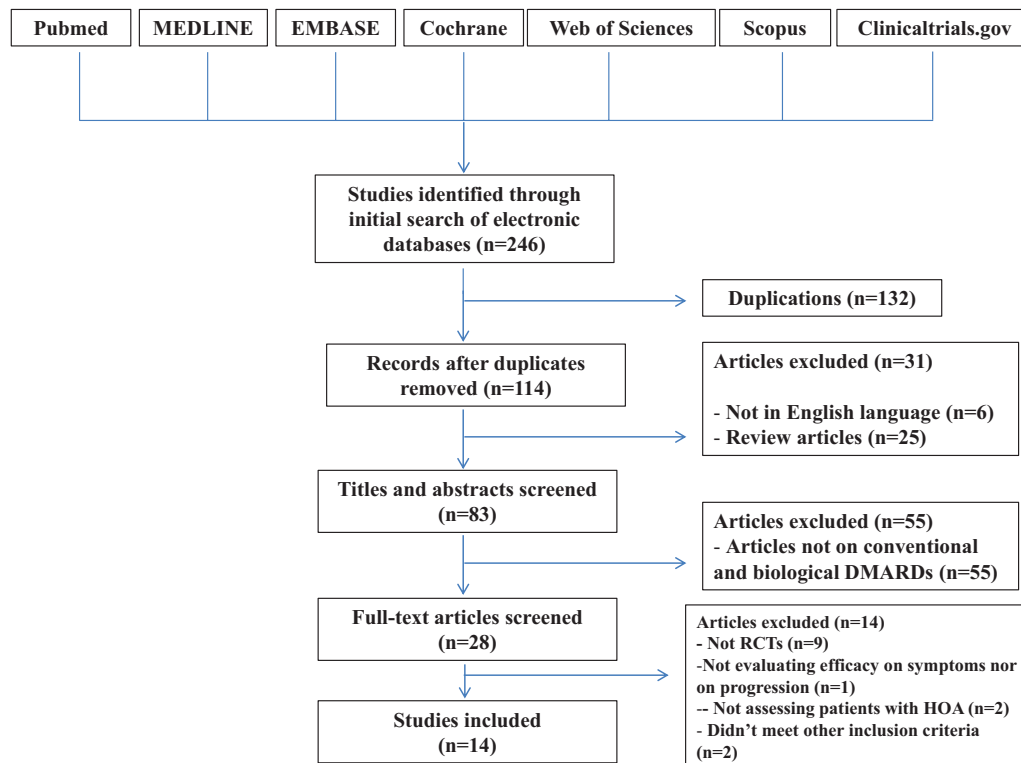 Pubmed
MEDLINE
EMBASE
Cochrane
Web of Sciences
Scopus
Clinicaltrials.gov
Studies identified through
initial search of electronic
databases (n=246)
Duplications (n=132)
Records after duplicates
removed (n=114)
Articles excluded (n=31)
- Not in English language (n=6)
- Review articles (n=25)
Titles and abstracts screened
(n=83)
Articles excluded (n=55)
- Articles not on conventional
and biological DMARDs (n=55)
Full-text articles screened
(n=28)
Articles excluded (n=14)
- Not RCTs (n=9)
-Not evaluating efficacy on symptoms nor
on progression (n=1)
-- Not assessing patients with HOA (n=2)
- Didn’t meet other inclusion criteria
(n=2)
Studies included
(n=14)